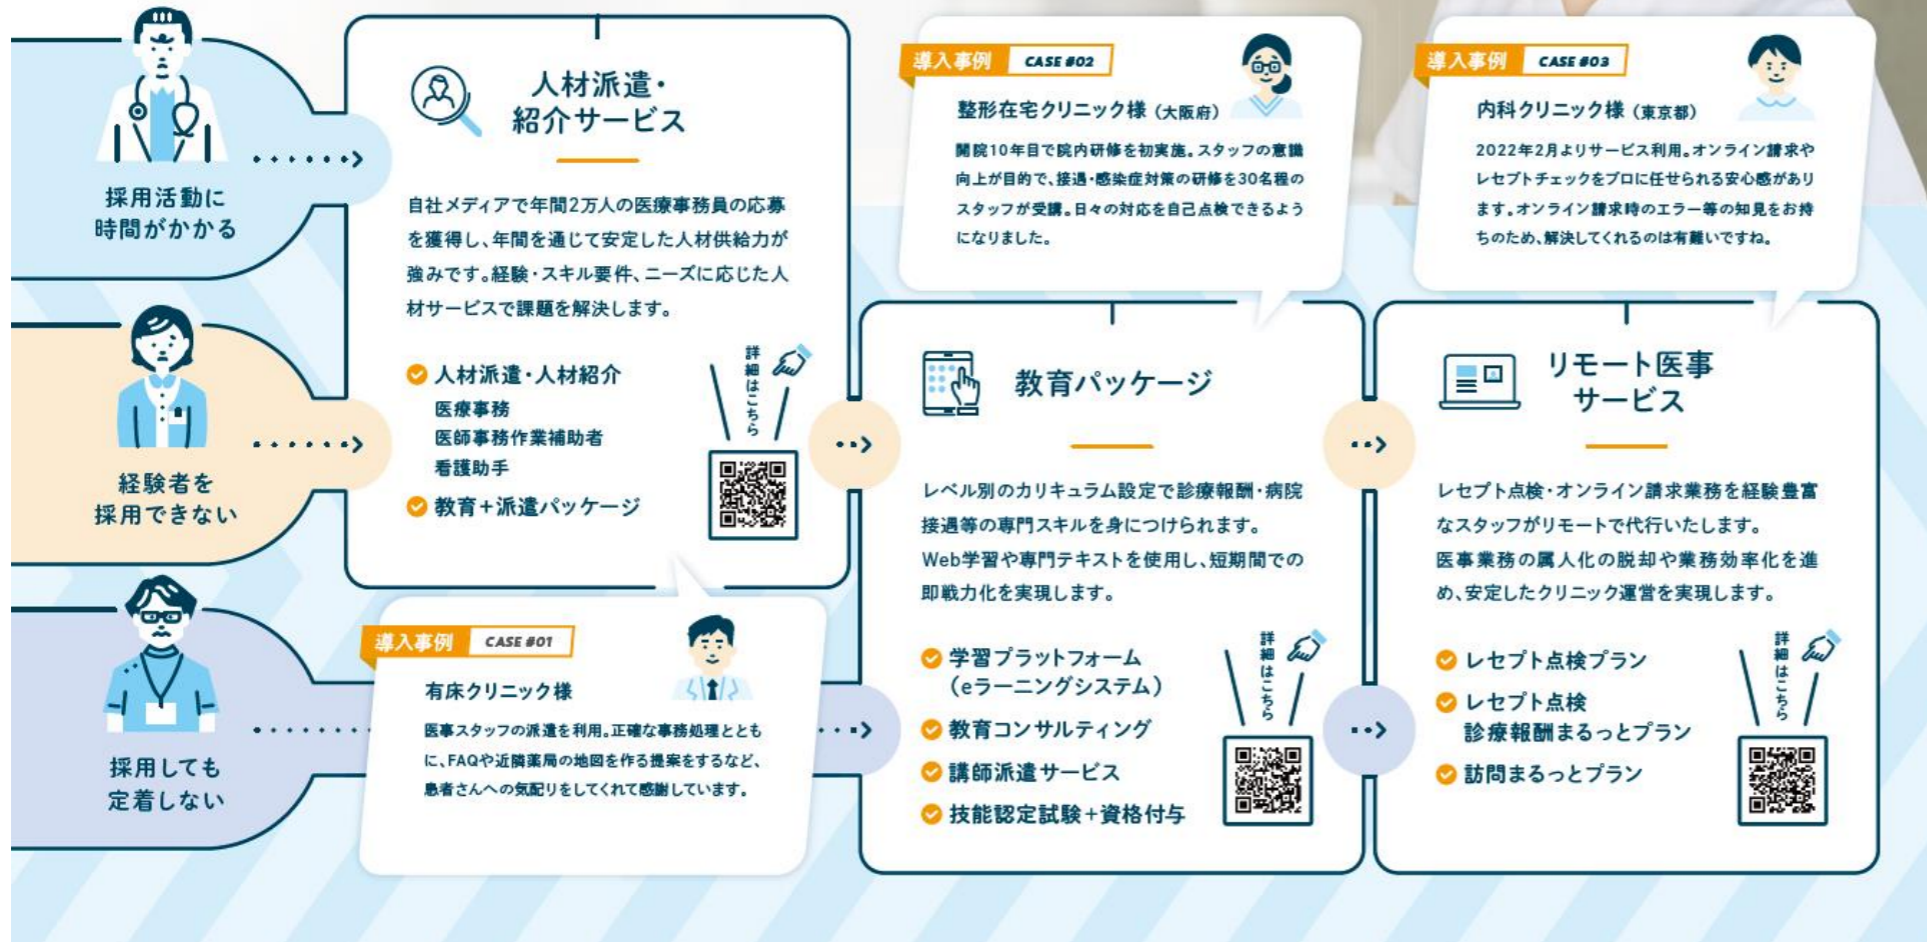 採用活動に
時間がかかる
経験者を
採用できない
採用しても
定着しない
人材派遣・
紹介サービス
自社メディアで年間2万人の医療事務員の応募
を獲得し、年間を通じて安定した人材供給力が
強みです。経験・スキル要件、ニーズに応じた人
材サービスで課題を解決します。
人材派遣・人材紹介
医療事務
医師事務作業補助者
看護助手
教育+派遣パッケージ
詳細はこちら
導入事例 CASE #01
有床クリニック様
医事スタッフの派遣を利用。正確な事務処理ととも
に、FAQや近隣薬局の地図を作る提案をするなど、
患者さんへの気配りをしてくれて感謝しています。
導入事例 CASE #02
整形在宅クリニック様(大阪府)
開院10年目で院内研修を初実施。スタッフの意識
向上が目的で、接遇・感染症対策の研修を30名程の
スタッフが受講。日々の対応を自己点検できるよう
になりました。
教育パッケージ
レベル別のカリキュラム設定で診療報酬・病院
接遇等の専門スキルを身につけられます。
Web学習や専門テキストを使用し、短期間での
即戦力化を実現します。
学習プラットフォーム
(eラーニングシステム)
教育コンサルティング
講師派遣サービス
技能認定試験+資格付与
詳細はこちら
導入事例 CASE #03
内科クリニック様(東京都)
2022年2月よりサービス利用。オンライン請求や
レセプトチェックをプロに任せられる安心感があり
ます。オンライン請求時のエラー等の知見をお持
ちのため、解決してくれるのは有難いですね。
リモート医事
サービス
レセプト点検・オンライン請求業務を経験豊富
なスタッフがリモートで代行いたします。
医事業務の属人化の脱却や業務効率化を進
め、安定したクリニック運営を実現します。
レセプト点検プラン
レセプト点検
診療報酬まるっとプラン
訪問まるっとプラン
詳細はこちら